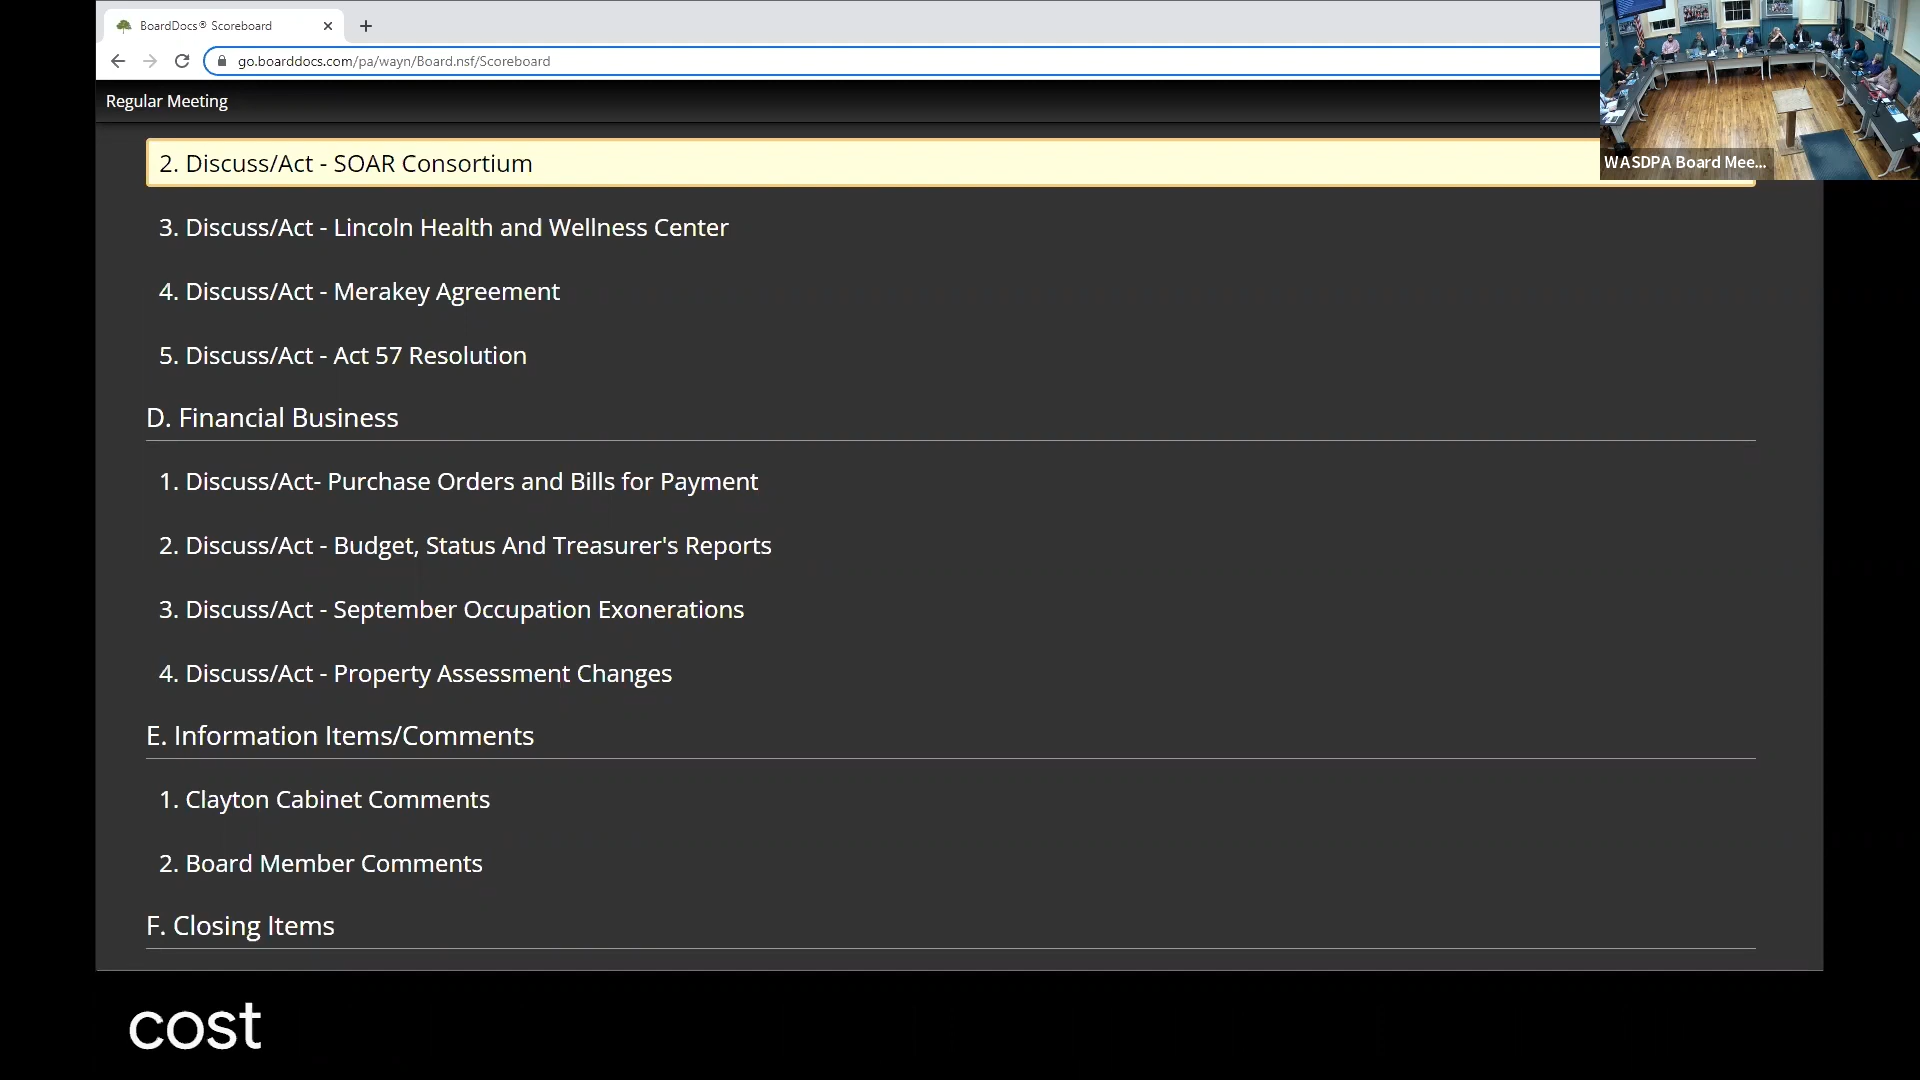 BoardDocs® Scoreboard
go.boarddocs.com/pa/wayn/Board.nsf/Scoreboard
Regular Meeting
WASDPA Board Mee...
2. Discuss/Act - SOAR Consortium
3. Discuss/Act - Lincoln Health and Wellness Center
4. Discuss/Act - Merakey Agreement
5. Discuss/Act - Act 57 Resolution
D. Financial Business
1. Discuss/Act- Purchase Orders and Bills for Payment
2. Discuss/Act - Budget, Status And Treasurer's Reports
3. Discuss/Act - September Occupation Exonerations
4. Discuss/Act - Property Assessment Changes
E. Information Items/Comments
1. Clayton Cabinet Comments
2. Board Member Comments
F. Closing Items
cost